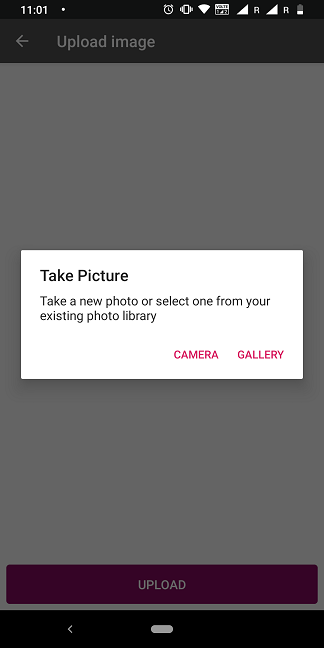 11:01
VoLTE
R
R
Upload image
Take Picture
Take a new photo or select one from your
existing photo library
CAMERA GALLERY
UPLOAD